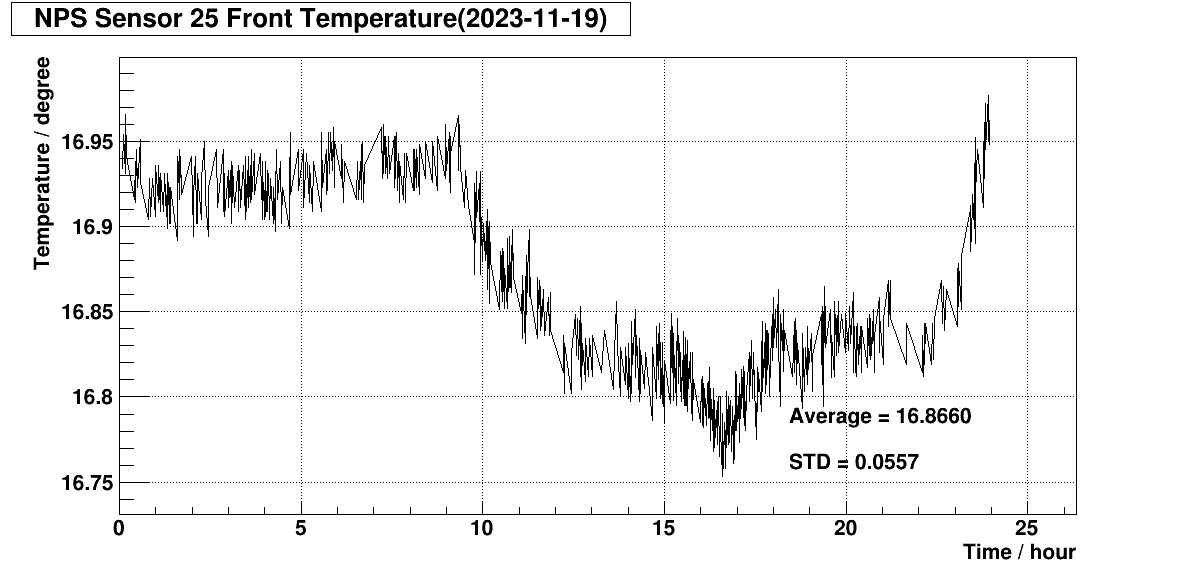 NPS Sensor 25 Front Temperature(2023-11-19)
Temperature / degree
16.95
16.9
16.85
16.8
16.75
Average = 16.8660
STD = 0.0557
0 5 10 15 20 25
Time / hour